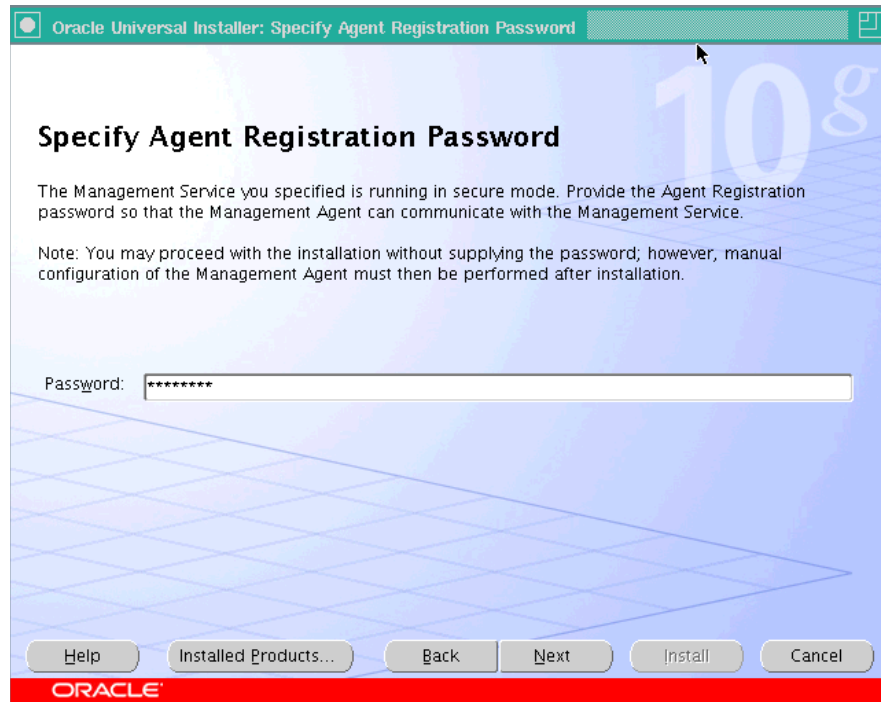 Oracle Universal Installer: Specify Agent Registration Password
10g
Specify Agent Registration Password
The Management Service you specified is running in secure mode. Provide the Agent Registration
password so that the Management Agent can communicate with the Management Service.
Note: You may proceed with the installation without supplying the password; however, manual
configuration of the Management Agent must then be performed after installation.
Password: ********
Help Installed Products... Back Next Install Cancel
ORACLE